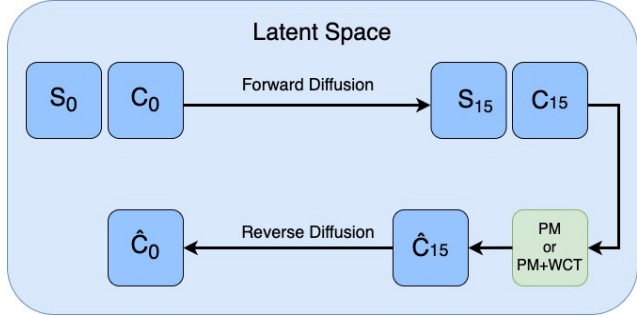 Latent Space
S₀ C₀ Forward Diffusion S₁₅ C₁₅
Ĉ₀ Reverse Diffusion Ĉ₁₅ PM
or
PM+WCT